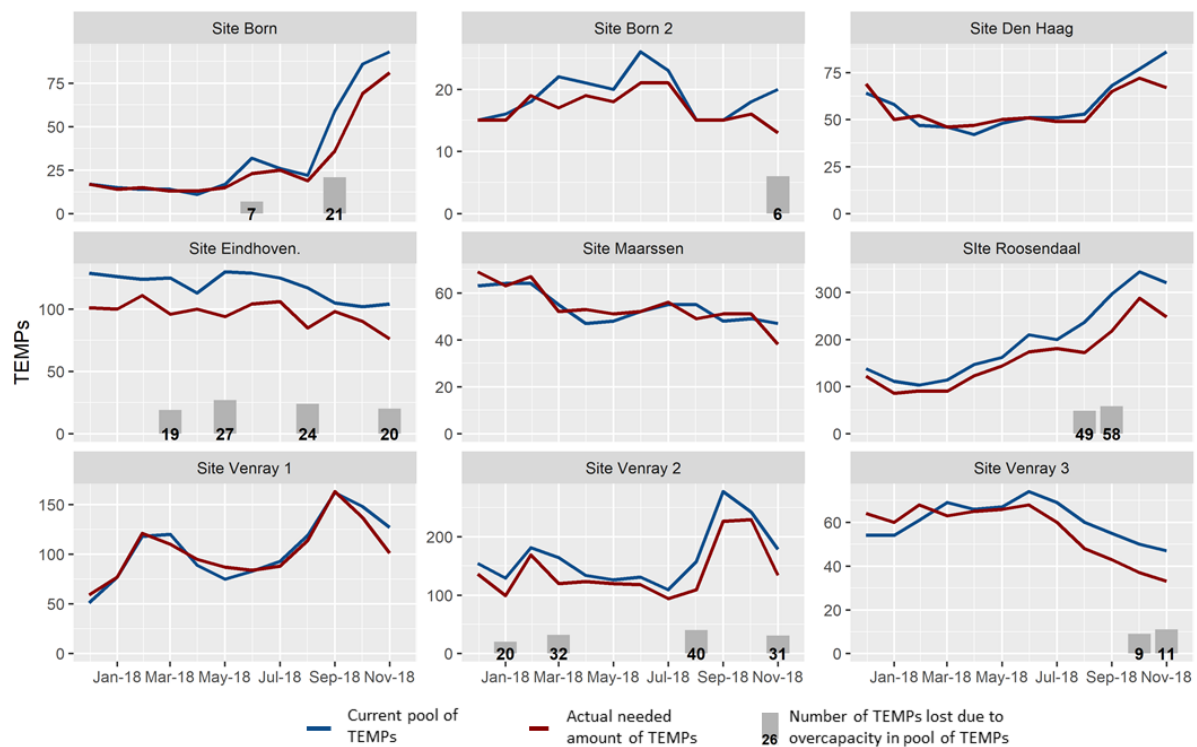 Site Born
Site Born 2
Site Den Haag
75
50
25
0
7
21
20
10
0
6
75
50
25
0
Site Eindhoven.
Site Maarssen
SIte Roosendaal
TEMPs
100
50
0
19
27
24
20
60
40
20
0
300
200
100
0
49
58
Site Venray 1
Site Venray 2
Site Venray 3
150
100
50
0
200
100
0
20
32
40
31
60
40
20
0
9
11
Jan-18 Mar-18 May-18 Jul-18 Sep-18 Nov-18
Jan-18 Mar-18 May-18 Jul-18 Sep-18 Nov-18
Jan-18 Mar-18 May-18 Jul-18 Sep-18 Nov-18
Current pool of
TEMPs
Actual needed
amount of TEMPs
26
Number of TEMPs lost due to
overcapacity in pool of TEMPs